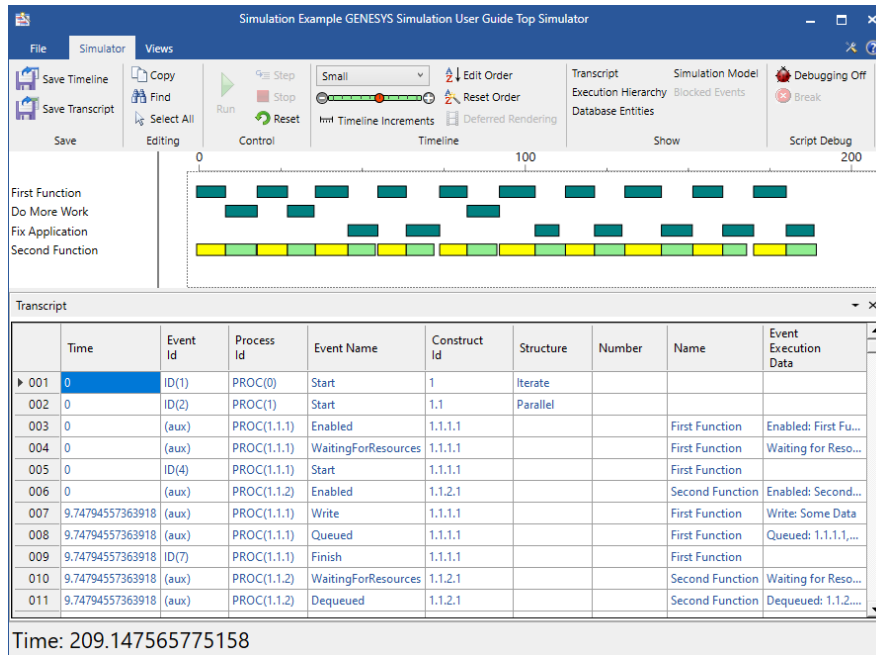 Simulation Example GENESYS Simulation User Guide Top Simulator
File Simulator Views
Save Timeline Copy Step Small Edit Order Transcript Simulation Model Debugging Off
Find Stop Reset Order Execution Hierarchy Blocked Events Break
Save Transcript Select All Run Reset Timeline Increments Deferred Rendering Database Entities
Save Editing Control Timeline Show Script Debug
0 100 200
First Function
Do More Work
Fix Application
Second Function
Transcript
Time Event Id Process Id Event Name Construct Id Structure Number Name Event Execution Data
001 0 ID(1) PROC(0) Start 1 Iterate
002 0 ID(2) PROC(1) Start 1.1 Parallel
003 0 (aux) PROC(1.1.1) Enabled 1.1.1.1 First Function Enabled: First Fu...
004 0 (aux) PROC(1.1.1) WaitingForResources 1.1.1.1 First Function Waiting for Reso...
005 0 ID(4) PROC(1.1.1) Start 1.1.1.1 First Function
006 0 (aux) PROC(1.1.2) Enabled 1.1.2.1 Second Function Enabled: Second...
007 9.74794557363918 (aux) PROC(1.1.1) Write 1.1.1.1 First Function Write: Some Data
008 9.74794557363918 (aux) PROC(1.1.1) Queued 1.1.1.1 First Function Queued: 1.1.1.1,...
009 9.74794557363918 ID(7) PROC(1.1.1) Finish 1.1.1.1 First Function
010 9.74794557363918 (aux) PROC(1.1.2) WaitingForResources 1.1.2.1 Second Function Waiting for Reso...
011 9.74794557363918 (aux) PROC(1.1.2) Dequeued 1.1.2.1 Second Function Dequeued: 1.1.2....
Time: 209.147565775158